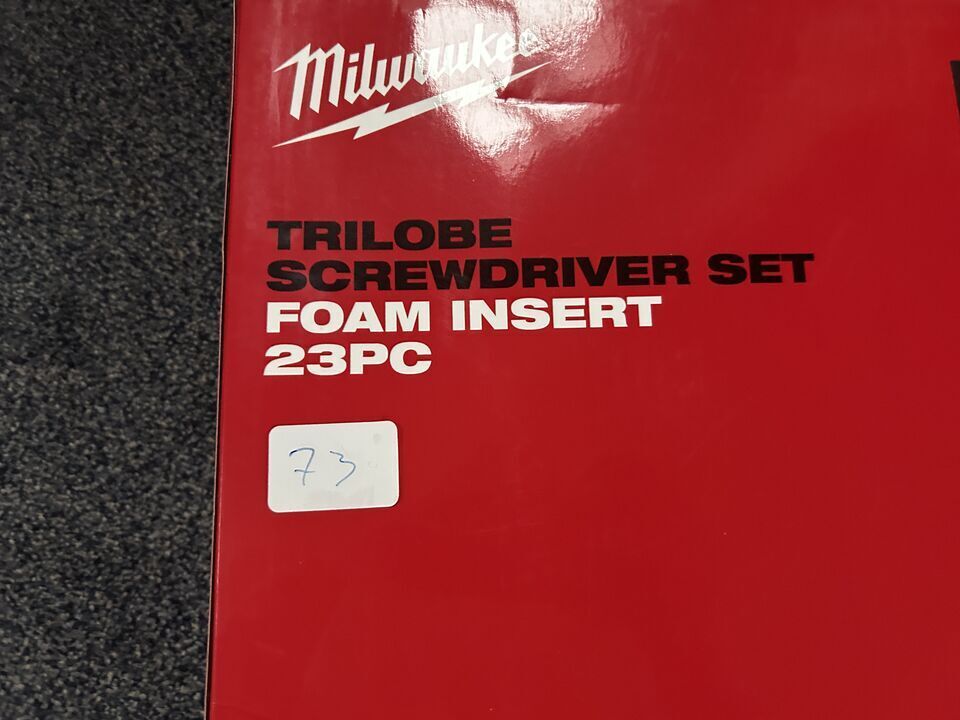 Milwaukee
TRILOBE
SCREWDRIVER SET
FOAM INSERT
23PC
73